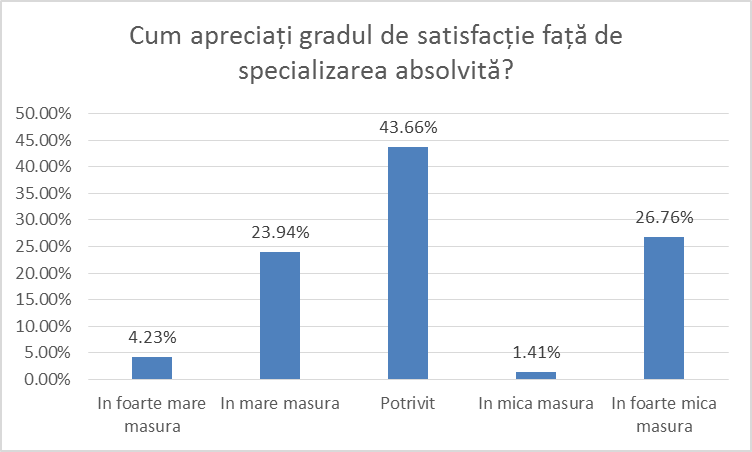 Cum apreciați gradul de satisfacție față de
specializarea absolvită?
50.00%
45.00%
40.00%
35.00%
30.00%
25.00%
20.00%
15.00%
10.00%
5.00%
0.00%
4.23%
23.94%
43.66%
1.41%
26.76%
In foarte mare
masura
In mare masura
Potrivit
In mica masura
In foarte mica
masura